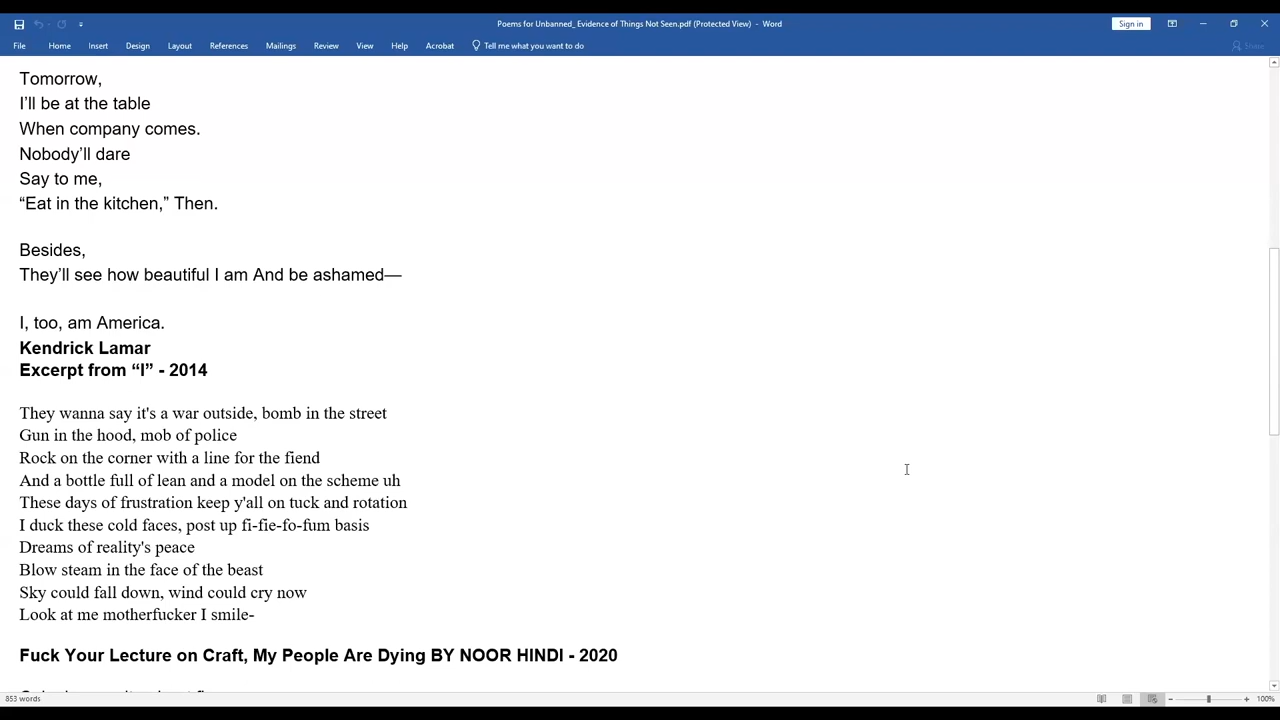 Poems for Unbanned_ Evidence of Things Not Seen.pdf (Protected View) - Word
Sign in
File Home Insert Design Layout References Mailings Review View Help Acrobat Tell me what you want to do Share
Tomorrow,
I’ll be at the table
When company comes.
Nobody’ll dare
Say to me,
“Eat in the kitchen,” Then.
Besides,
They’ll see how beautiful I am And be ashamed—
I, too, am America.
Kendrick Lamar
Excerpt from “I” - 2014
They wanna say it's a war outside, bomb in the street
Gun in the hood, mob of police
Rock on the corner with a line for the fiend
And a bottle full of lean and a model on the scheme uh
These days of frustration keep y'all on tuck and rotation
I duck these cold faces, post up fi-fie-fo-fum basis
Dreams of reality's peace
Blow steam in the face of the beast
Sky could fall down, wind could cry now
Look at me motherfucker I smile-
Fuck Your Lecture on Craft, My People Are Dying BY NOOR HINDI - 2020
853 words
100%